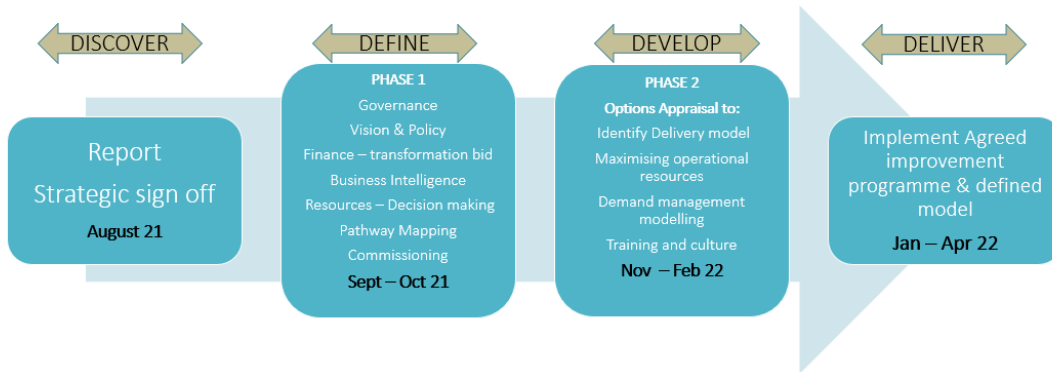 DISCOVER
Report
Strategic sign off
August 21
DEFINE
PHASE 1
Governance
Vision & Policy
Finance – transformation bid
Business Intelligence
Resources – Decision making
Pathway Mapping
Commissioning
Sept – Oct 21
DEVELOP
PHASE 2
Options Appraisal to:
Identify Delivery model
Maximising operational
resources
Demand management
modelling
Training and culture
Nov – Feb 22
DELIVER
Implement Agreed
improvement
programme & defined
model
Jan – Apr 22